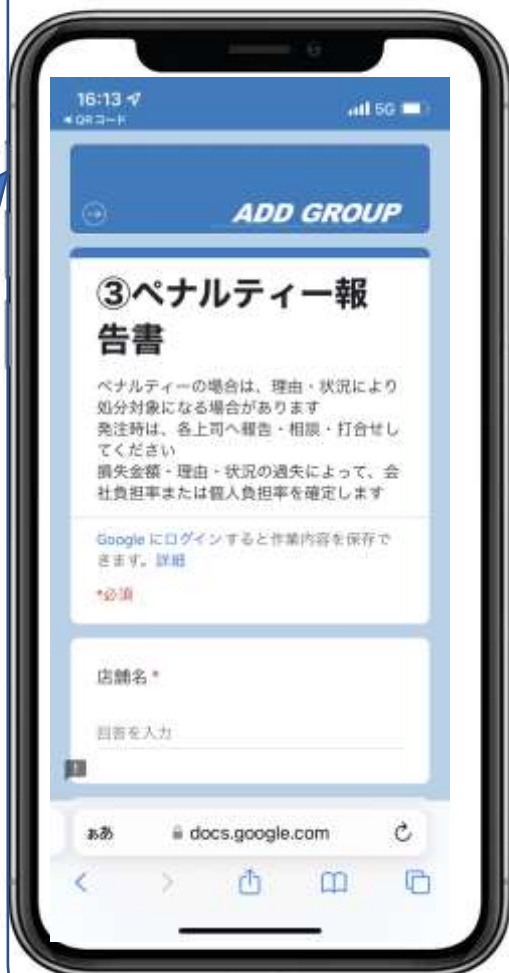 16:13
◀ QRコード
5G
ADD GROUP
③ペナルティー報
告書
ペナルティーの場合は、理由・状況により
処分対象になる場合があります
発注時は、各上司へ報告・相談・打合せし
てください
損失金額・理由・状況の過失によって、会
社負担率または個人負担率を確定します
Google にログインすると作業内容を保存で
きます。詳細
*必須
店舗名 *
回答を入力
ぁあ
docs.google.com